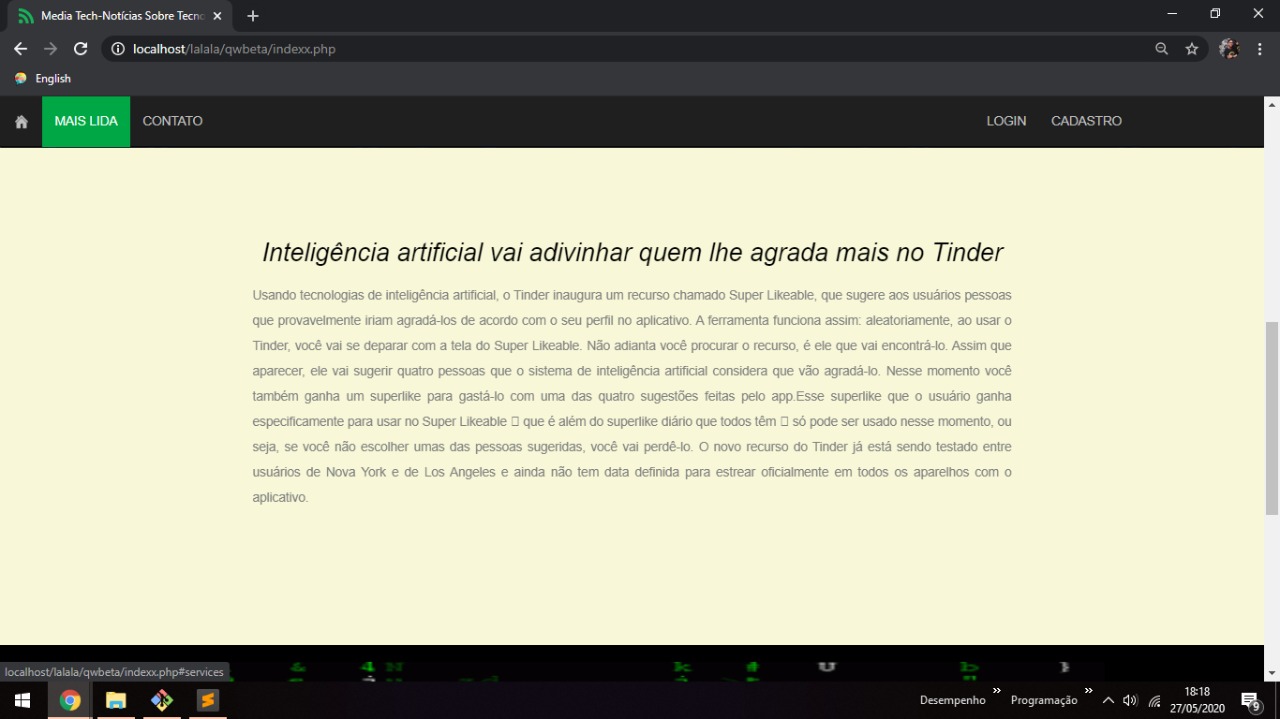 Media Tech-Notícias Sobre Tecno
localhost/lalala/qwbeta/indexx.php
English
MAIS LIDA CONTATO LOGIN CADASTRO
Inteligência artificial vai adivinhar quem lhe agrada mais no Tinder
Usando tecnologias de inteligência artificial, o Tinder inaugura um recurso chamado Super Likeable, que sugere aos usuários pessoas
que provavelmente iriam agradá-los de acordo com o seu perfil no aplicativo. A ferramenta funciona assim: aleatoriamente, ao usar o
Tinder, você vai se deparar com a tela do Super Likeable. Não adianta você procurar o recurso, é ele que vai encontrá-lo. Assim que
aparecer, ele vai sugerir quatro pessoas que o sistema de inteligência artificial considera que vão agradá-lo. Nesse momento você
também ganha um superlike para gastá-lo com uma das quatro sugestões feitas pelo app.Esse superlike que o usuário ganha
especificamente para usar no Super Likeable  que é além do superlike diário que todos têm  só pode ser usado nesse momento, ou
seja, se você não escolher umas das pessoas sugeridas, você vai perdê-lo. O novo recurso do Tinder já está sendo testado entre
usuários de Nova York e de Los Angeles e ainda não tem data definida para estrear oficialmente em todos os aparelhos com o
aplicativo.
localhost/lalala/qwbeta/indexx.php#services
Desempenho » Programação » 18:18
27/05/2020
9